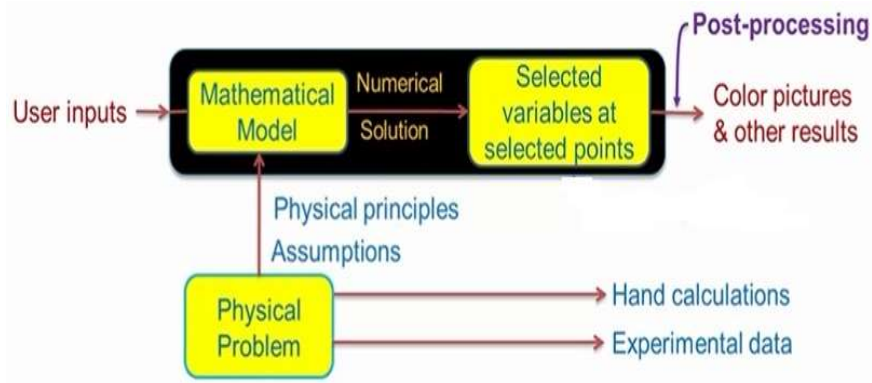 Post-processing
User inputs
Mathematical
Model
Numerical
Solution
Selected
variables at
selected points
Color pictures
& other results
Physical principles
Assumptions
Physical
Problem
Hand calculations
Experimental data